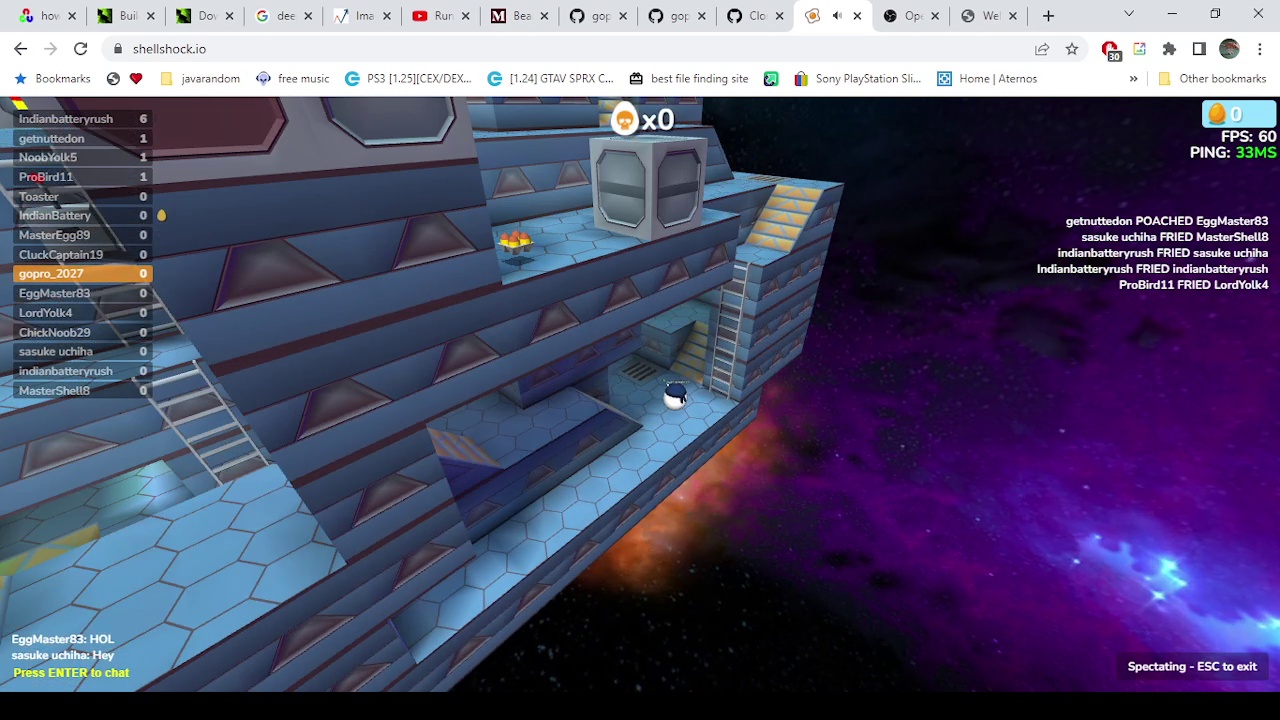 how
Buil
Dov
dee
Ima
Run
Bea
gop
gop
Clo
Ope
Wel
shellshock.io
30
Bookmarks
javarandom
free music
PS3 [1.25][CEX/DEX...
[1.24] GTAV SPRX C...
best file finding site
Sony PlayStation Sli...
Home | Aternos
»
Other bookmarks
x0
0
FPS: 60
PING: 33MS
Indianbatteryrush 6
getnuttedon 1
NoobYolk5 1
ProBird11 1
Toaster 0
IndianBattery 0
MasterEgg89 0
CluckCaptain19 0
gopro_2027 0
EggMaster83 0
LordYolk4 0
ChickNoob29 0
sasuke uchiha 0
indianbatteryrush 0
MasterShell8 0
getnuttedon POACHED EggMaster83
sasuke uchiha FRIED MasterShell8
indianbatteryrush FRIED sasuke uchiha
Indianbatteryrush FRIED indianbatteryrush
ProBird11 FRIED LordYolk4
EggMaster83: HOL
sasuke uchiha: Hey
Press ENTER to chat
Spectating - ESC to exit